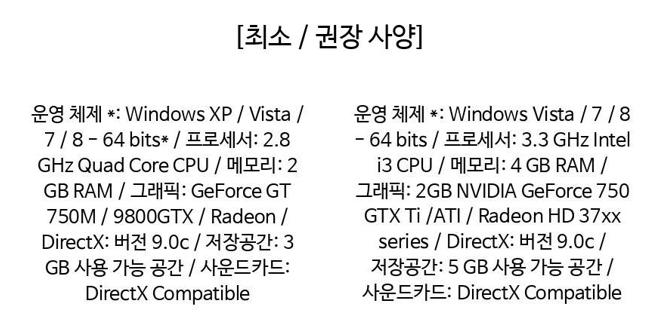 [최소 / 권장 사양]
운영 체제 *: Windows XP / Vista /
7 / 8 – 64 bits* / 프로세서: 2.8
GHz Quad Core CPU / 메모리: 2
GB RAM / 그래픽: GeForce GT
750M / 9800GTX / Radeon /
DirectX: 버전 9.0c / 저장공간: 3
GB 사용 가능 공간 / 사운드카드:
DirectX Compatible
운영 체제 *: Windows Vista / 7 / 8
– 64 bits / 프로세서: 3.3 GHz Intel
i3 CPU / 메모리: 4 GB RAM /
그래픽: 2GB NVIDIA GeForce 750
GTX Ti /ATI / Radeon HD 37xx
series / DirectX: 버전 9.0c /
저장공간: 5 GB 사용 가능 공간 /
사운드카드: DirectX Compatible